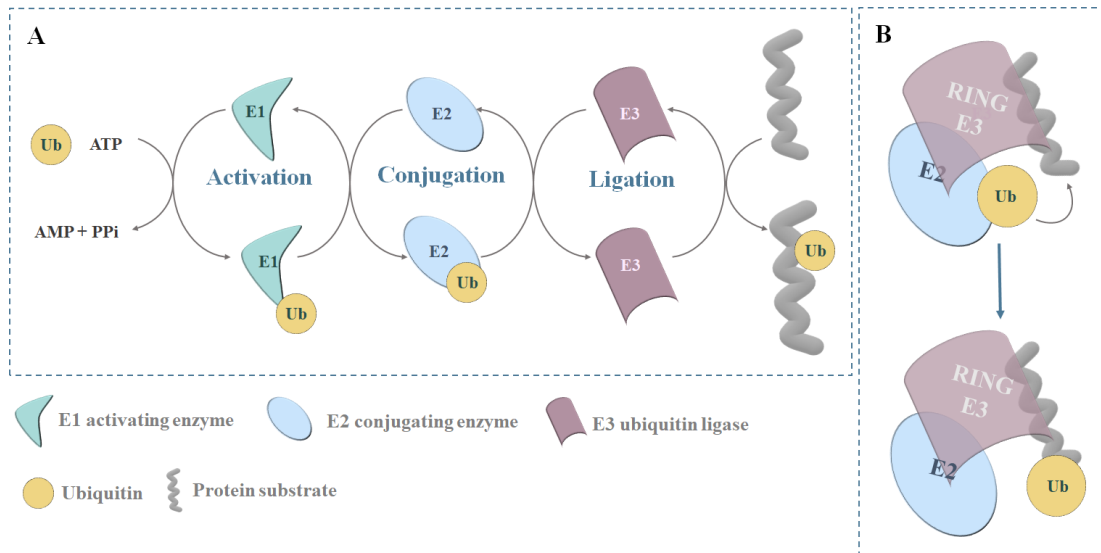 A
E1
E2
E3
Ub
ATP
Activation
Conjugation
Ligation
AMP + PPi
E1
Ub
E2
Ub
E3
Ub
E1 activating enzyme
E2 conjugating enzyme
E3 ubiquitin ligase
Ubiquitin
Protein substrate
B
RING
E3
E2
Ub
RING
E3
E2
Ub